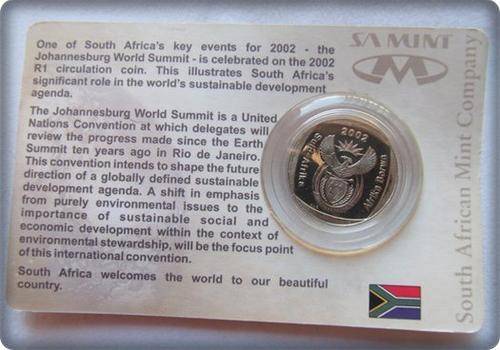 One of South Africa's key events for 2002 - the
Johannesburg World Summit - is celebrated on the 2002
R1 circulation coin. This illustrates South Africa's
significant role in the world's sustainable development
agenda.
The Johannesburg World Summit is a United
Nations Convention at which delegates will
review the progress made since the Earth
Summit ten years ago in Rio de Janeiro.
This convention intends to shape the future
direction of a globally defined sustainable
development agenda. A shift in emphasis
from purely environmental issues to the
importance of sustainable social and
economic development within the context of
environmental stewardship, will be the focus point
of this international convention.
South Africa welcomes the world to our beautiful
country.
SA MINT
South African Mint Company
2002
South Africa
Afrika Borwa